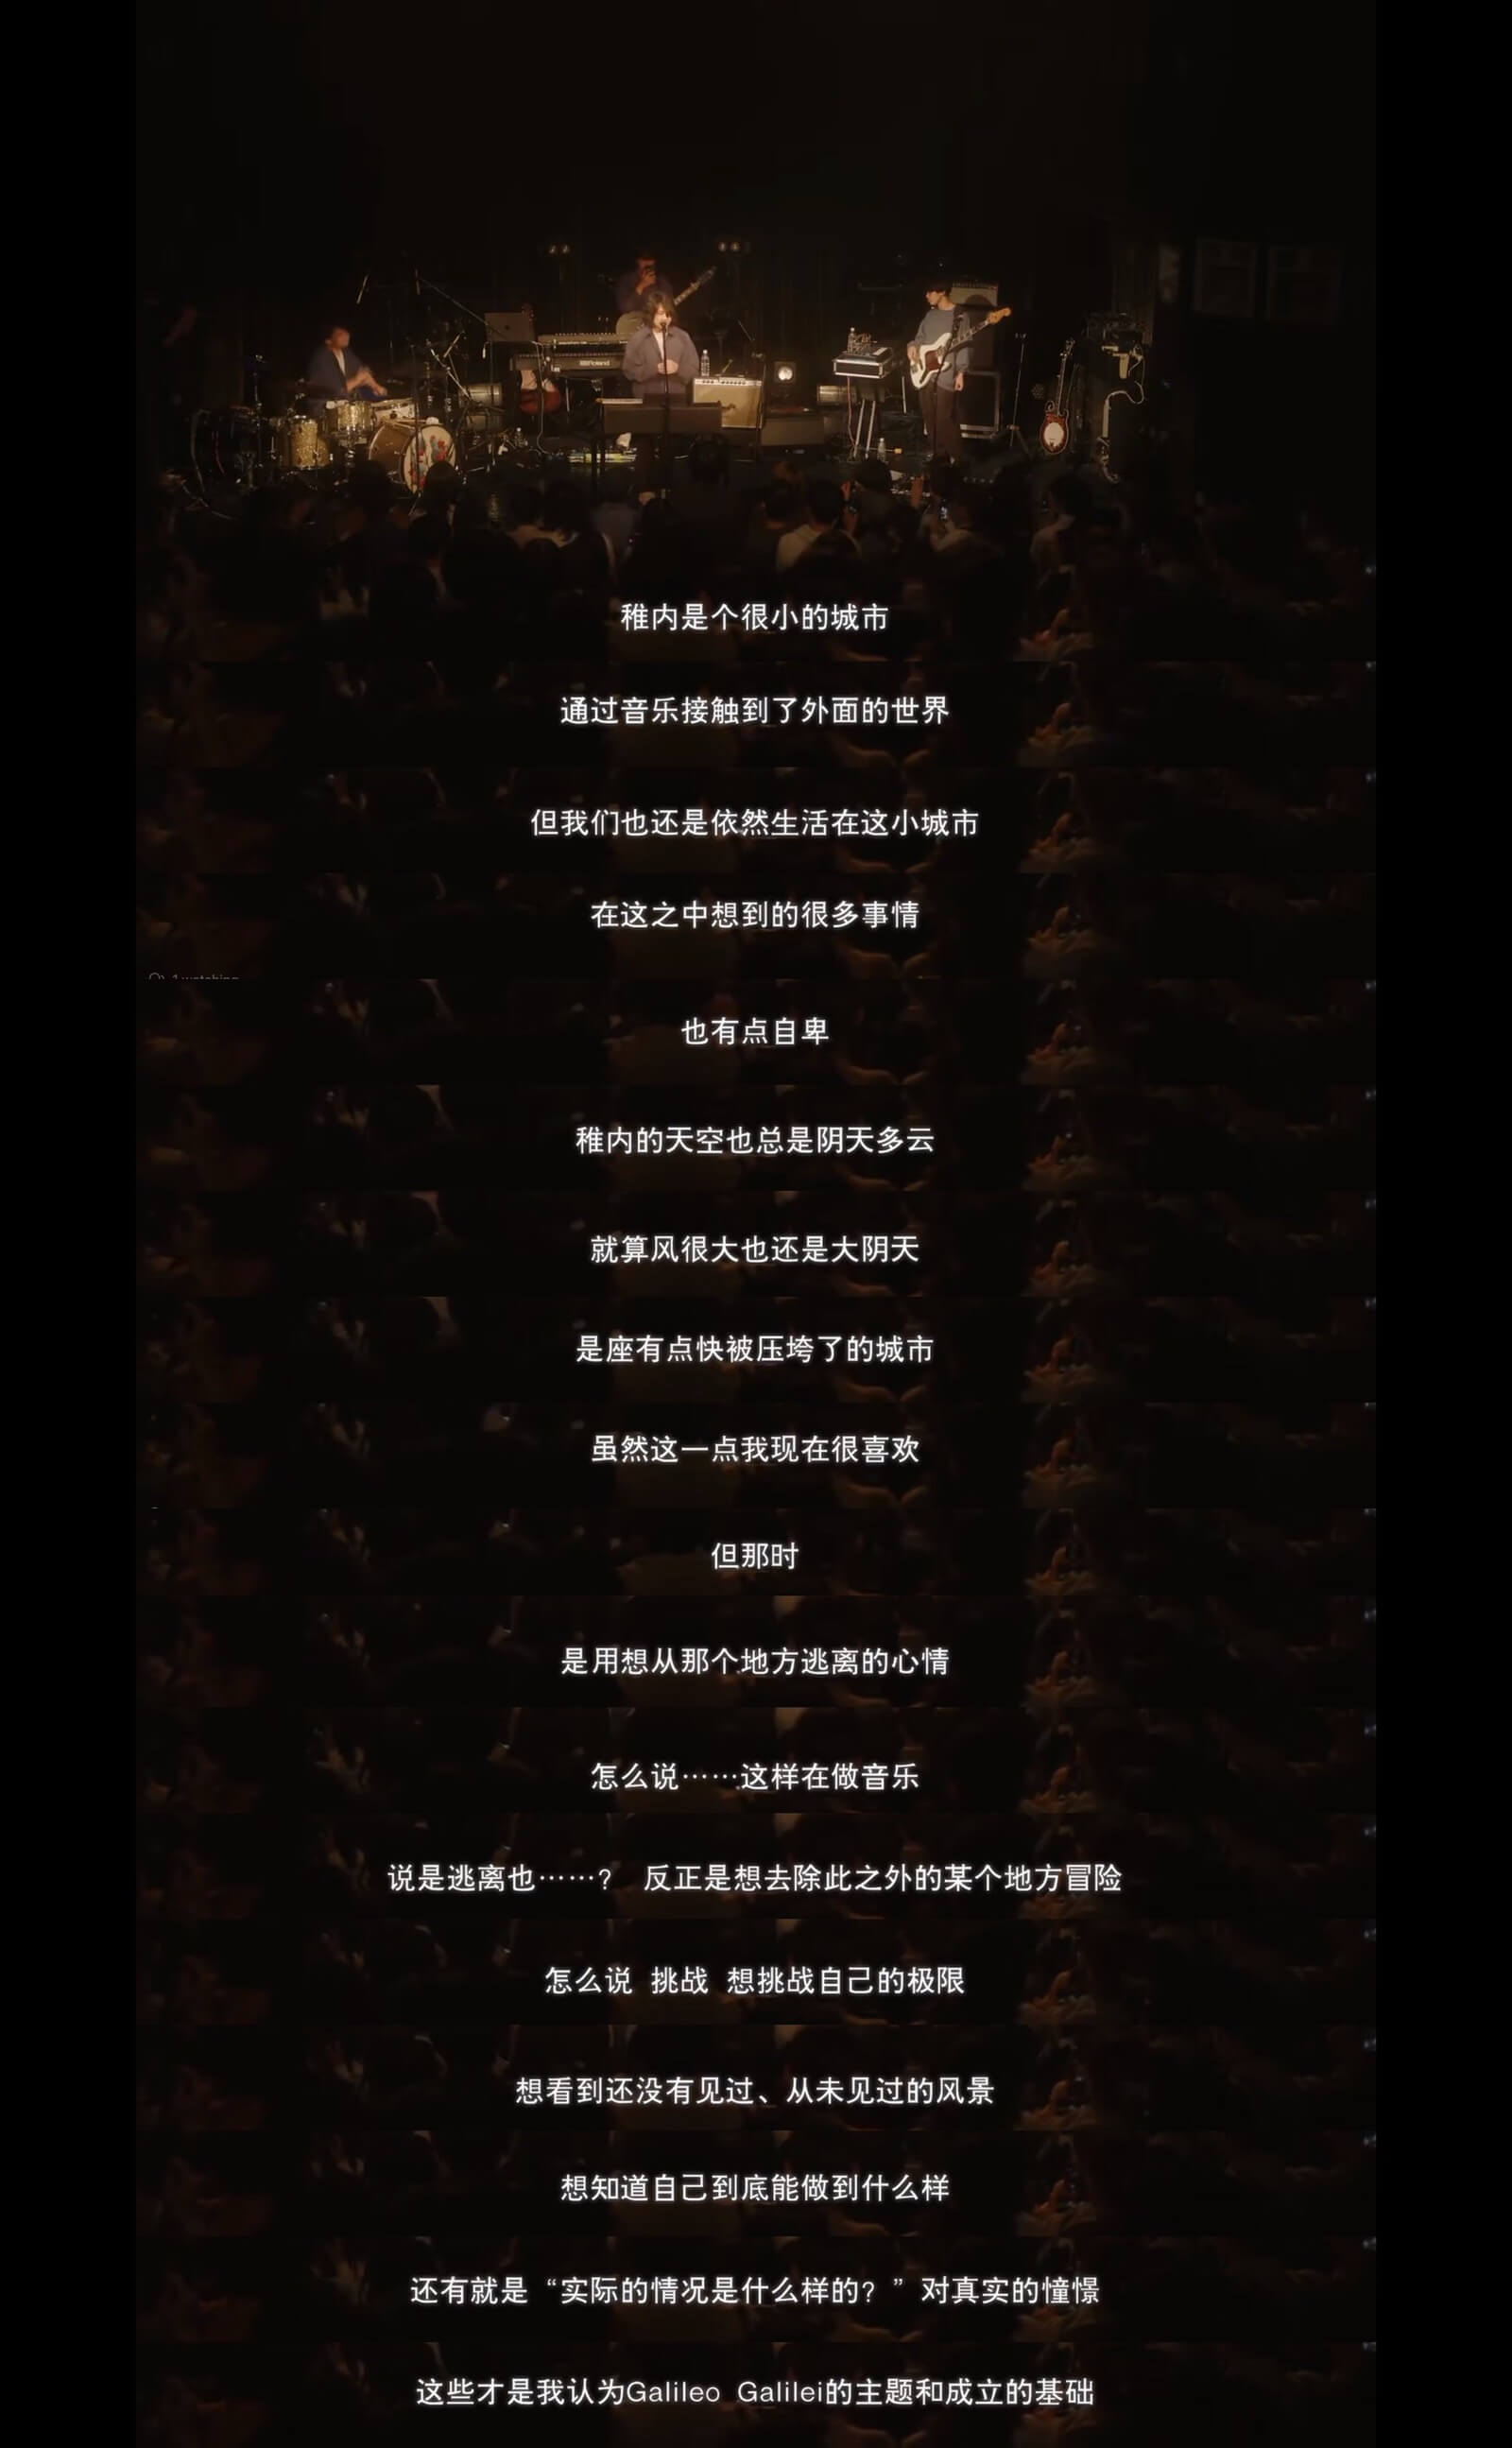 Roland
稚内是个很小的城市
通过音乐接触到了外面的世界
但我们也还是依然生活在这小城市
在这之中想到的很多事情
1 watching
也有点自卑
稚内的天空也总是阴天多云
就算风很大也还是大阴天
是座有点快被压垮了的城市
虽然这一点我现在很喜欢
但那时
是用想从那个地方逃离的心情
怎么说……这样在做音乐
说是逃离也……？ 反正是想去除此之外的某个地方冒险
怎么说 挑战 想挑战自己的极限
想看到还没有见过、从未见过的风景
想知道自己到底能做到什么样
还有就是“实际的情况是什么样的？”对真实的憧憬
这些才是我认为Galileo Galilei的主题和成立的基础